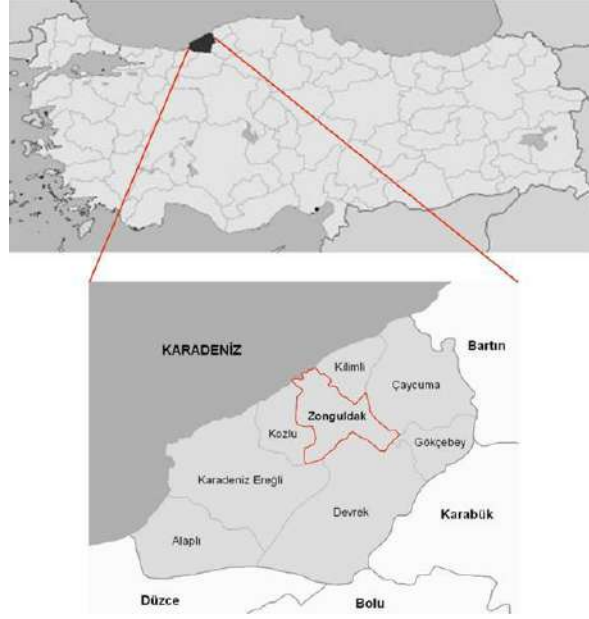 KARADENİZ
Bartın
Kilimli
Çaycuma
Zonguldak
Kozlu
Gökçebey
Karadeniz Ereğli
Devrek
Karabük
Alaplı
Düzce
Bolu